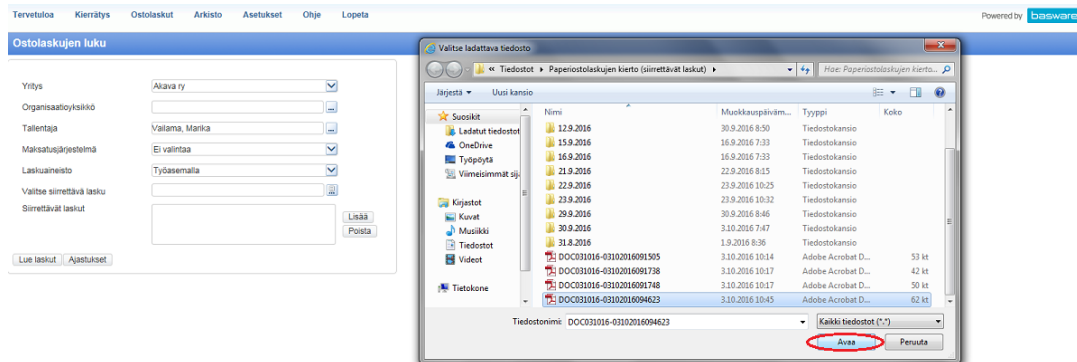 Tervetuloa Kierrätys Ostolaskut Arkisto Asetukset Ohje Lopeta Powered by basware
Ostolaskujen luku
Yritys Akava ry
Organisaatioyksikkö
Tallentaja Vallama, Marika
Maksatusjärjestelmä Ei valintaa
Laskuaineisto Työasemalla
Valitse siirrettävä lasku
Siirrettävät laskut
Lisää
Poista
Lue laskut Ajastukset
Valitse ladattava tiedosto
« Tiedostot ▸ Paperiostolaskujen kierto (siirrettävät laskut) ▸ Hae: Paperiostolaskujen kierto...
Järjestä Uusi kansio
Suosikit
Ladatut tiedostot
OneDrive
Työpöytä
Viimeisimmät sij
Kirjastot
Kuvat
Musiikki
Tiedostot
Videot
Tietokone
Nimi Muokkauspäiväm... Tyyppi Koko
12.9.2016 30.9.2016 8:50 Tiedostokansio
15.9.2016 16.9.2016 7:33 Tiedostokansio
16.9.2016 16.9.2016 7:33 Tiedostokansio
21.9.2016 22.9.2016 8:15 Tiedostokansio
22.9.2016 23.9.2016 10:25 Tiedostokansio
23.9.2016 23.9.2016 10:32 Tiedostokansio
29.9.2016 30.9.2016 8:46 Tiedostokansio
30.9.2016 3.10.2016 7:47 Tiedostokansio
31.8.2016 1.9.2016 8:36 Tiedostokansio
DOC031016-03102016091505 3.10.2016 10:14 Adobe Acrobat D... 53 kt
DOC031016-03102016091738 3.10.2016 10:17 Adobe Acrobat D... 42 kt
DOC031016-03102016091748 3.10.2016 10:17 Adobe Acrobat D... 50 kt
DOC031016-03102016094623 3.10.2016 10:45 Adobe Acrobat D... 62 kt
Tiedostonimi: DOC031016-03102016094623 Kaikki tiedostot (*.*)
Avaa Peruuta